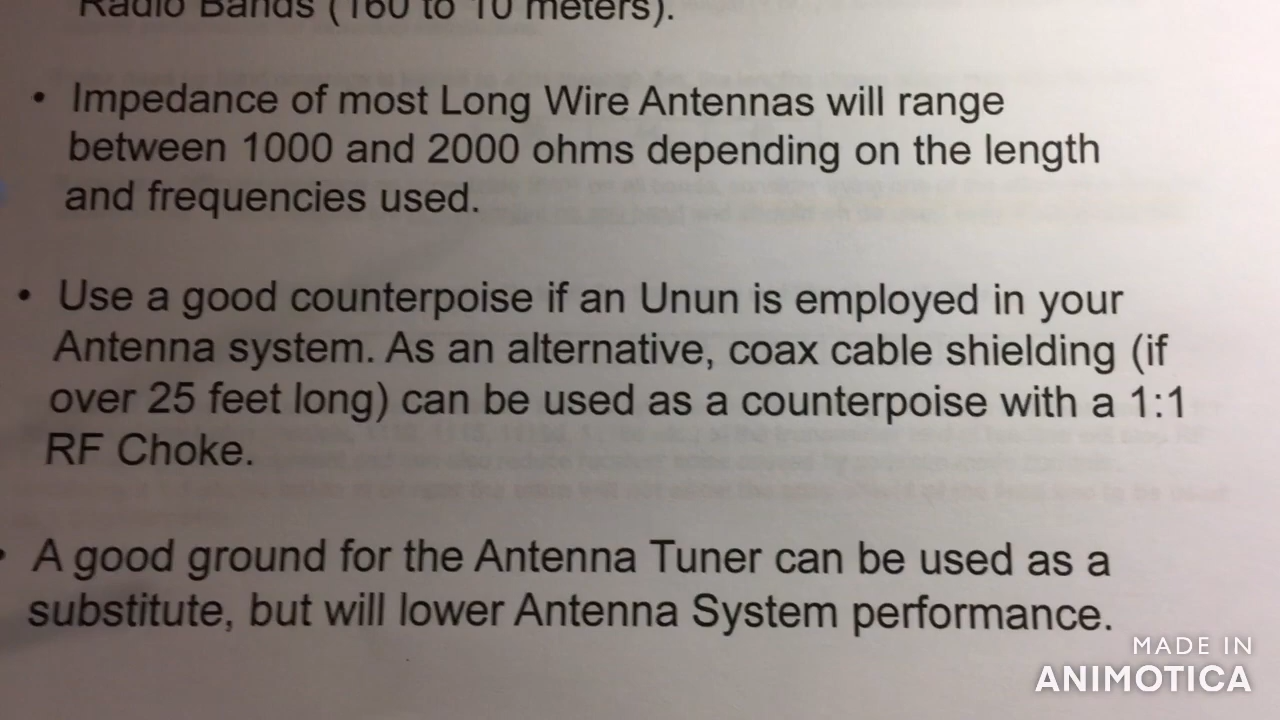 Radio Bands (160 to 10 meters).
• Impedance of most Long Wire Antennas will range
between 1000 and 2000 ohms depending on the length
and frequencies used.
• Use a good counterpoise if an Unun is employed in your
Antenna system. As an alternative, coax cable shielding (if
over 25 feet long) can be used as a counterpoise with a 1:1
RF Choke.
• A good ground for the Antenna Tuner can be used as a
substitute, but will lower Antenna System performance.
MADE IN
ANIMOTICA